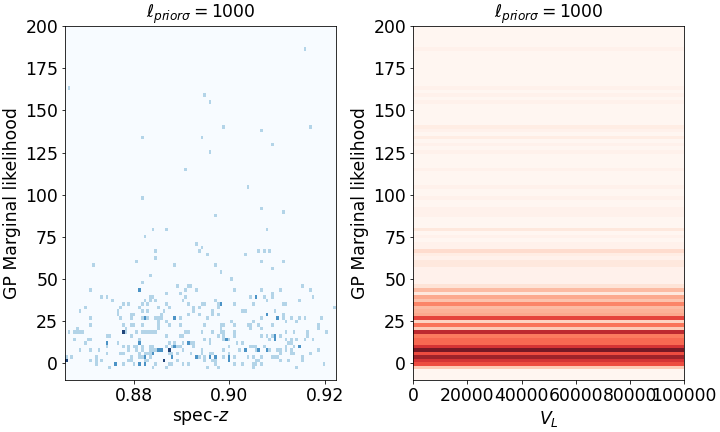 ℓ_{priorσ} = 1000
ℓ_{priorσ} = 1000
200
175
150
125
100
75
50
25
0
GP Marginal likelihood
0.88 0.90 0.92
spec-z
200
175
150
125
100
75
50
25
0
GP Marginal likelihood
0 20000 40000 60000 80000 100000
V_L